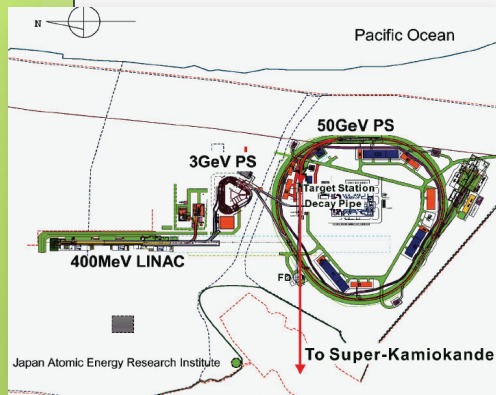 N
Pacific Ocean
50GeV PS
3GeV PS
Target Station
Decay Pipe
400MeV LINAC
FD
To Super-Kamiokande
Japan Atomic Energy Research Institute